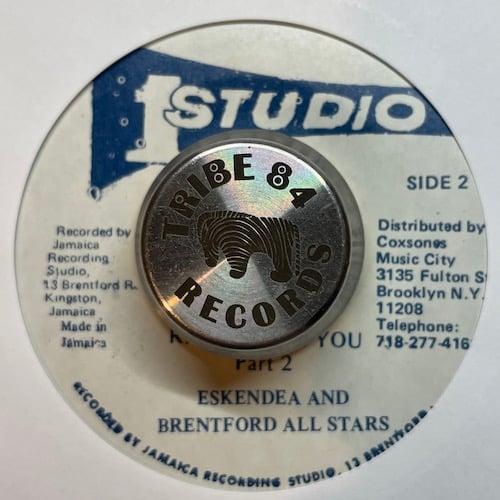 1 STUDIO
SIDE 2
Recorded by
Jamaica
Recording
Studio,
13 Brentford R.
Kingston,
Jamaica
Made in
Jamaica
Distributed by
Coxsones
Music City
3135 Fulton St
Brooklyn N.Y.
11208
Telephone:
718-277-416
TRIBE 84
RECORDS
YOU
Part 2
ESKENDEA AND
BRENTFORD ALL STARS
RECORDED BY JAMAICA RECORDING STUDIO, 13 BRENTFORD